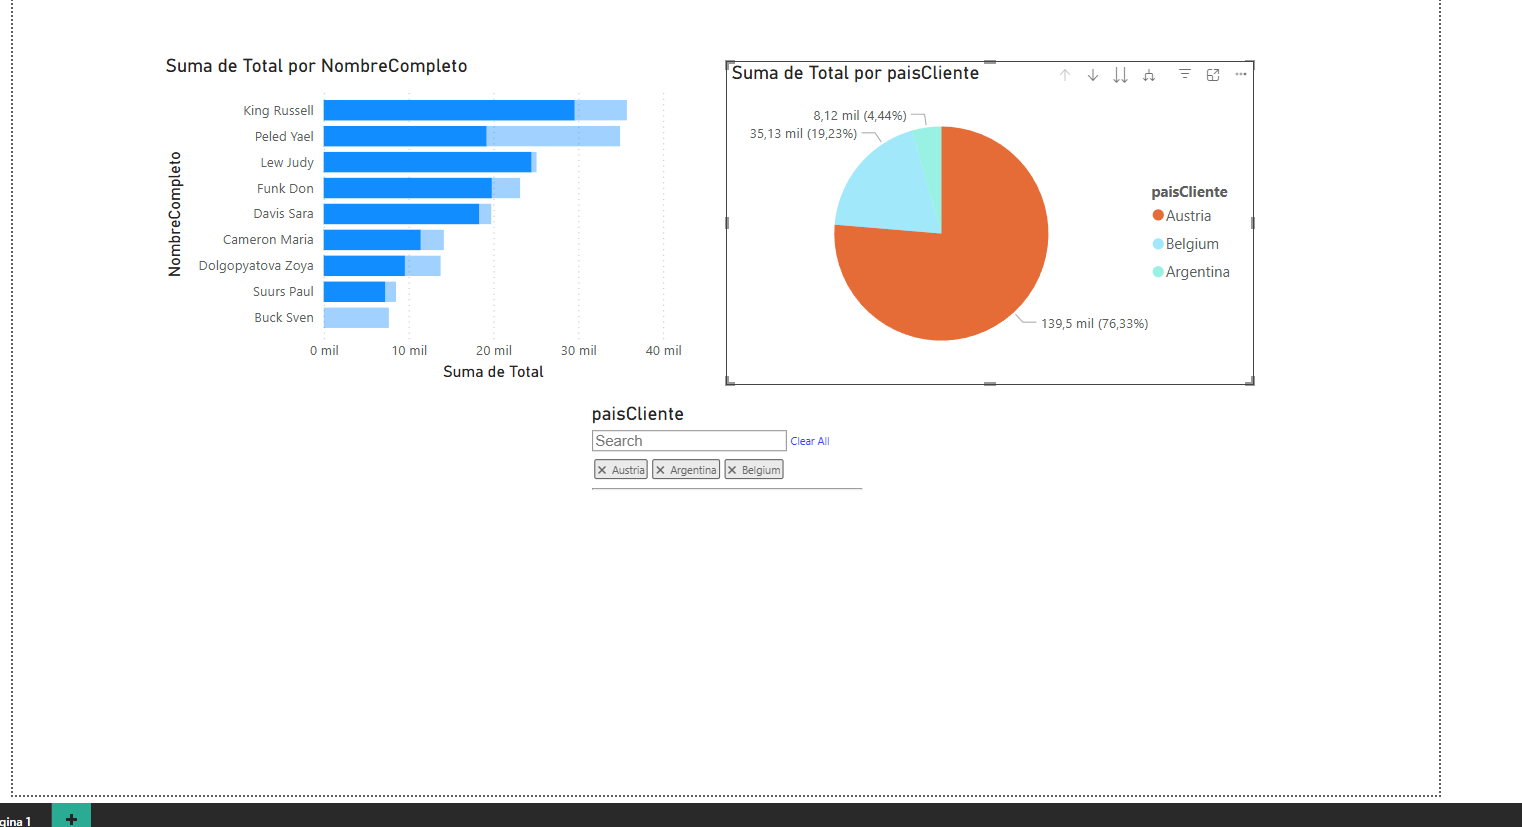 Suma de Total por NombreCompleto
NombreCompleto
King Russell
Peled Yael
Lew Judy
Funk Don
Davis Sara
Cameron Maria
Dolgopyatova Zoya
Suurs Paul
Buck Sven
0 mil 10 mil 20 mil 30 mil 40 mil
Suma de Total
Suma de Total por paisCliente
8,12 mil (4,44%)
35,13 mil (19,23%)
139,5 mil (76,33%)
paisCliente
Austria
Belgium
Argentina
paisCliente
Search Clear All
Austria Argentina Belgium
gina 1